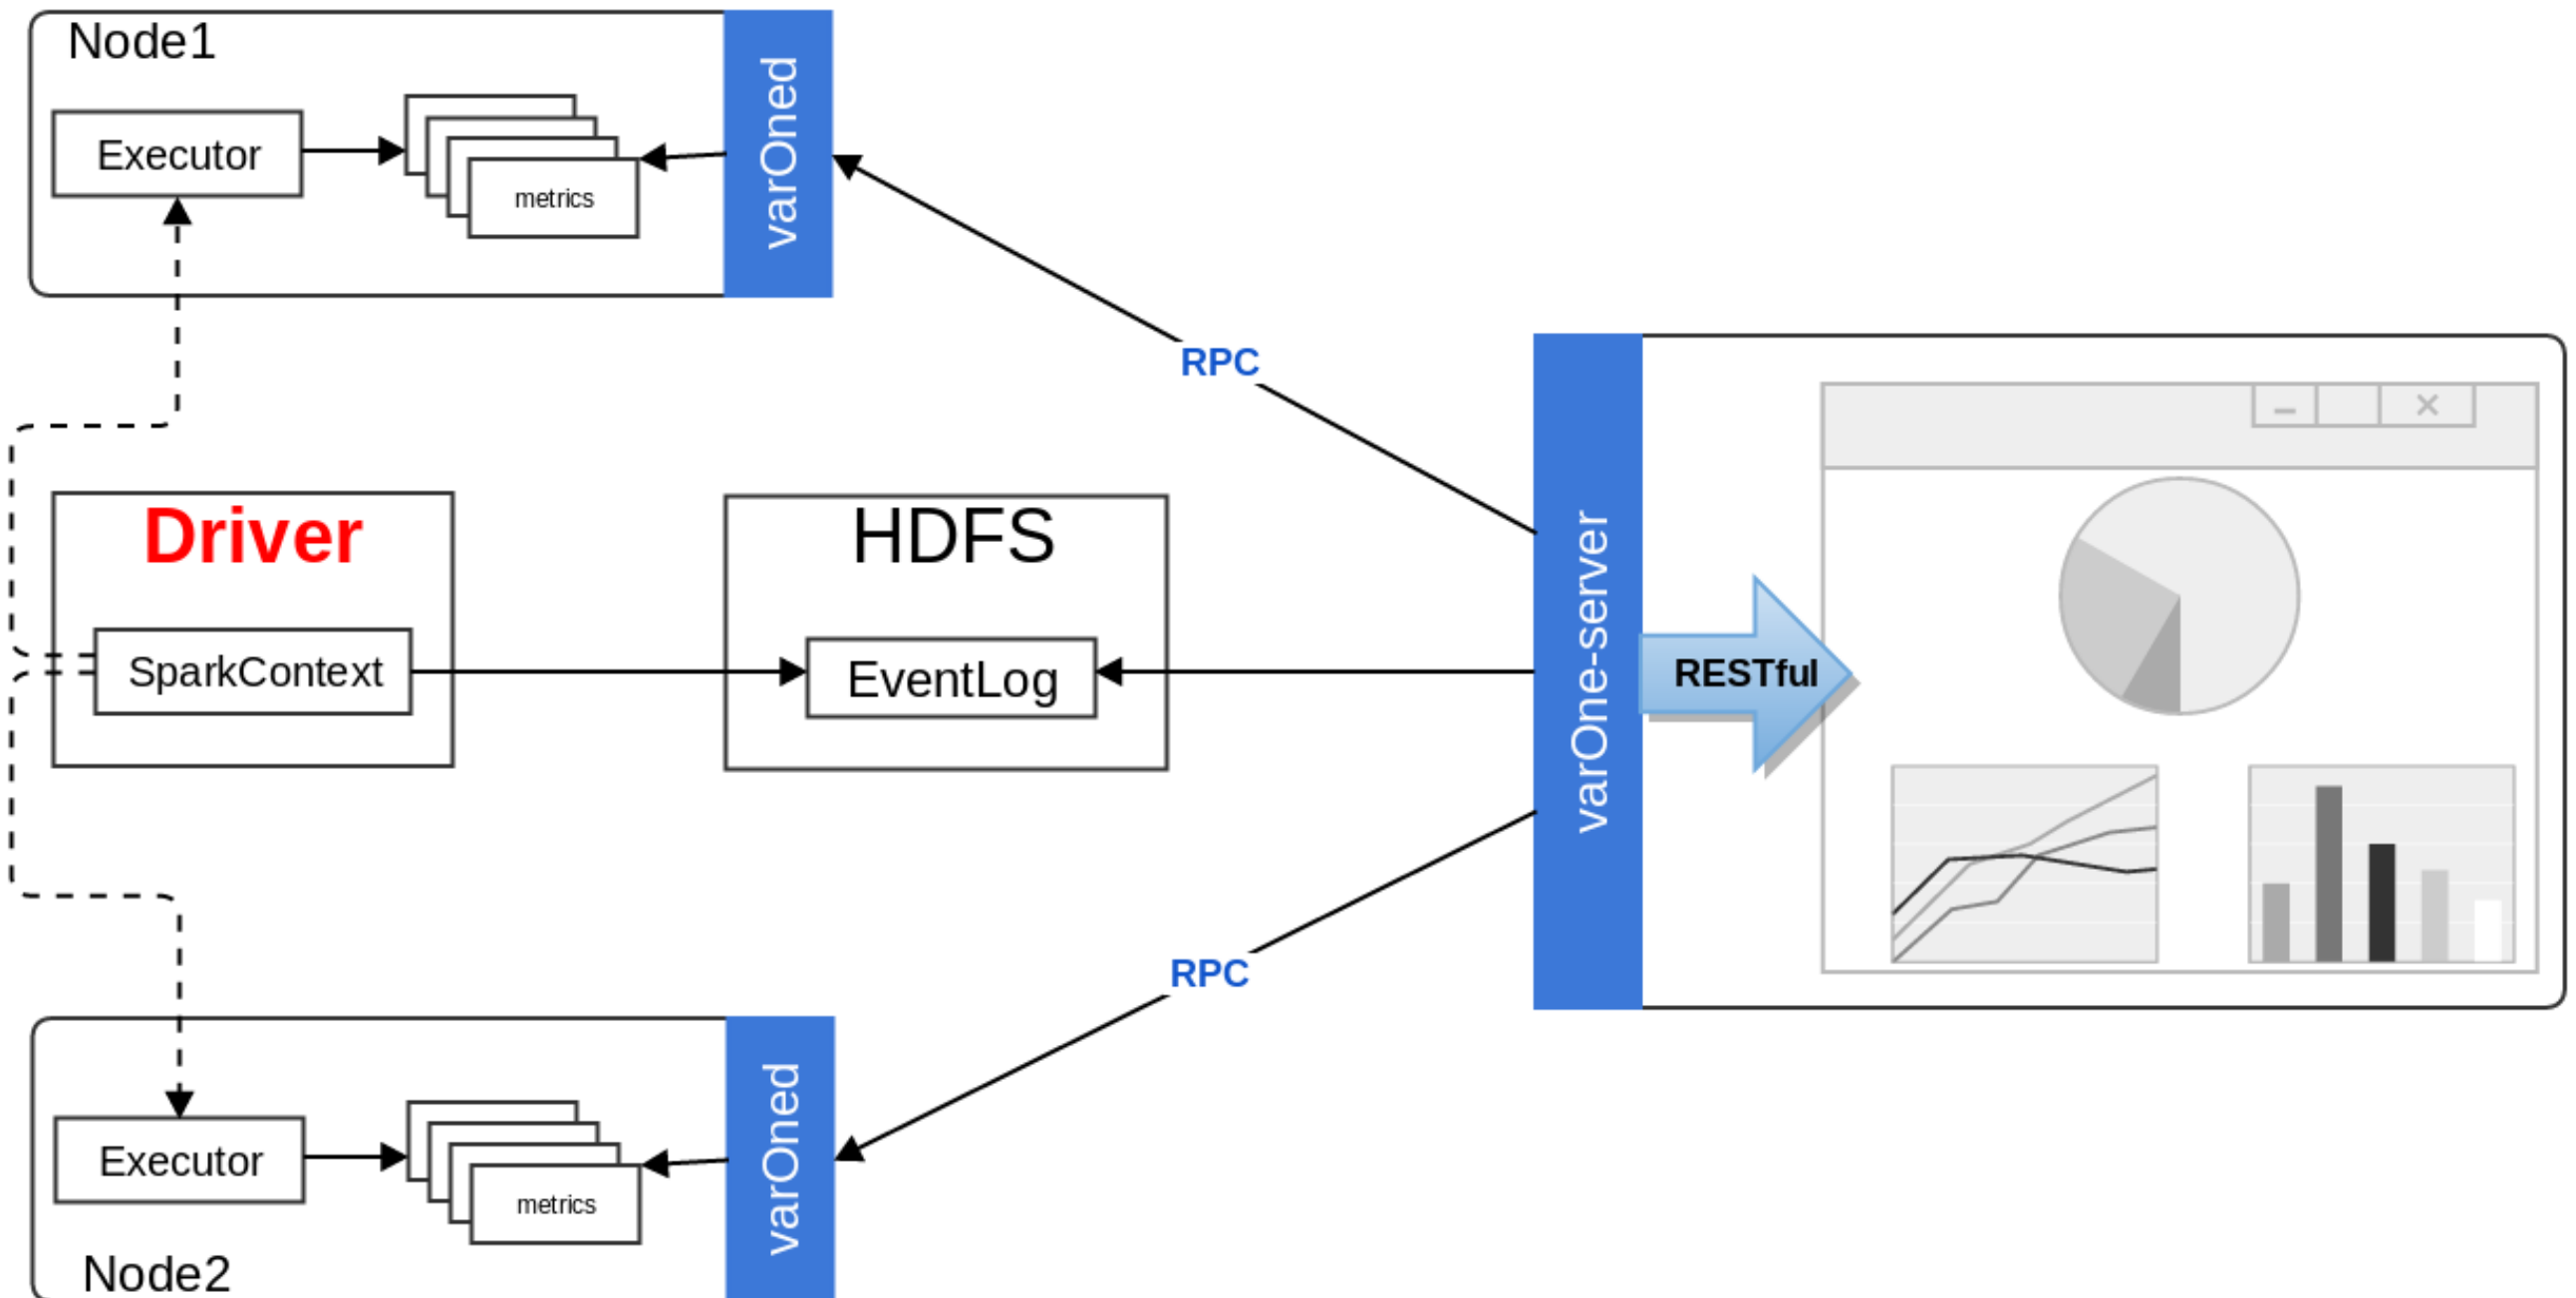 Node1
Executor
metrics
varOned
RPC
Driver
SparkContext
HDFS
EventLog
varOne-server
RESTful
RPC
Executor
metrics
varOned
Node2